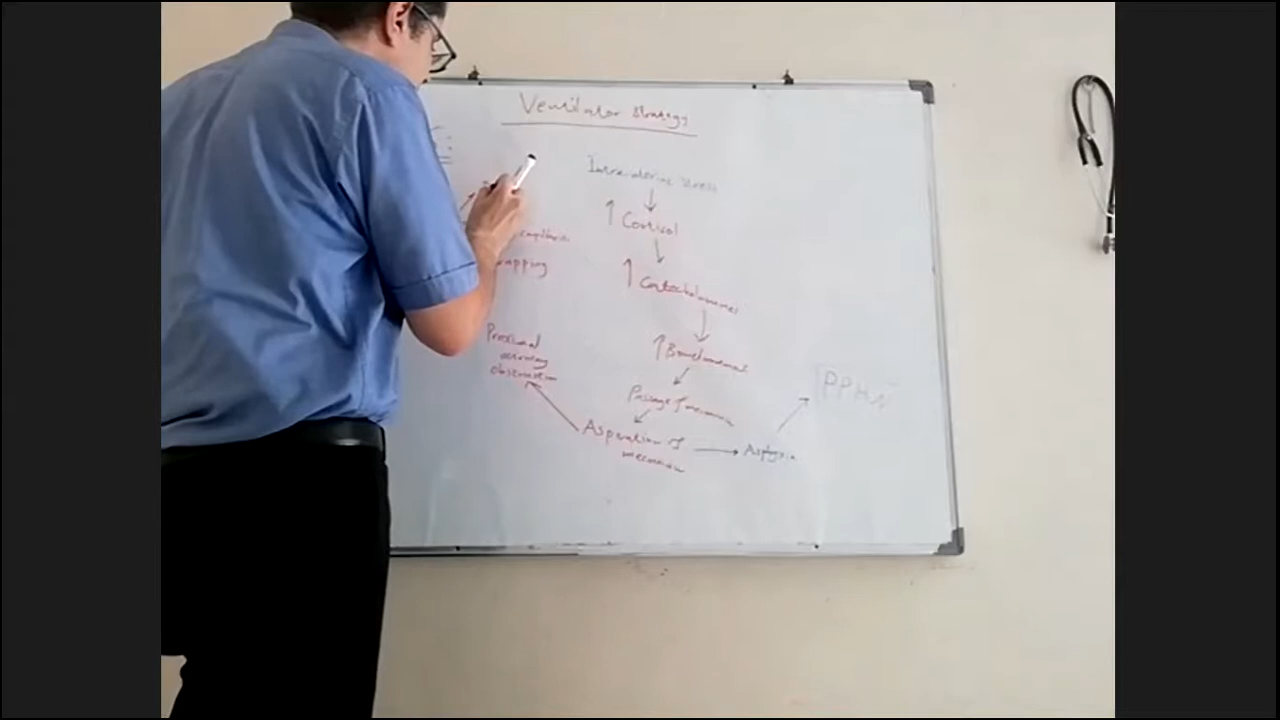 Ventilator Strategy
Intrauterine stress
↑ Cortisol
↑ Catecholamines
↑ Bowel movement
Passage of meconium
Aspiration of
meconium
Asphyxia
PPHN
Proximal
airway
obstruction